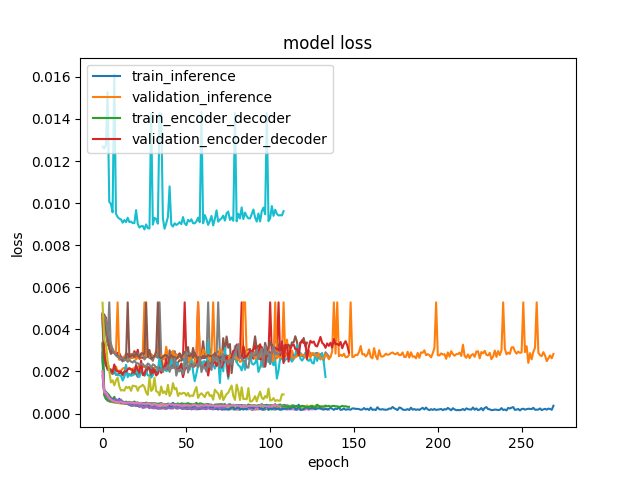 model loss
train_inference
validation_inference
train_encoder_decoder
validation_encoder_decoder
0.016
0.014
0.012
0.010
0.008
0.006
0.004
0.002
0.000
loss
0 50 100 150 200 250
epoch